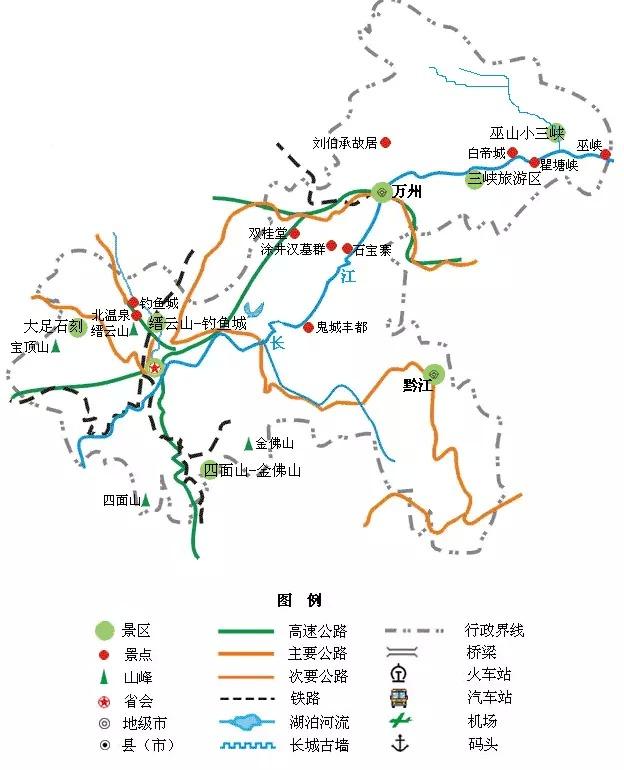 巫山小三峡
刘伯承故居
白帝城
巫峡
瞿塘峡
三峡旅游区
万州
双桂堂
涂井汉墓群
石宝寨
江
钓鱼城
北温泉
缙云山-钓鱼城
大足石刻
缙云山
鬼城丰都
宝顶山
长
黔江
金佛山
四面山-金佛山
四面山
图 例
景区
高速公路
行政界线
景点
主要公路
桥梁
山峰
次要公路
火车站
省会
铁路
汽车站
地级市
湖泊河流
机场
县（市）
长城古墙
码头